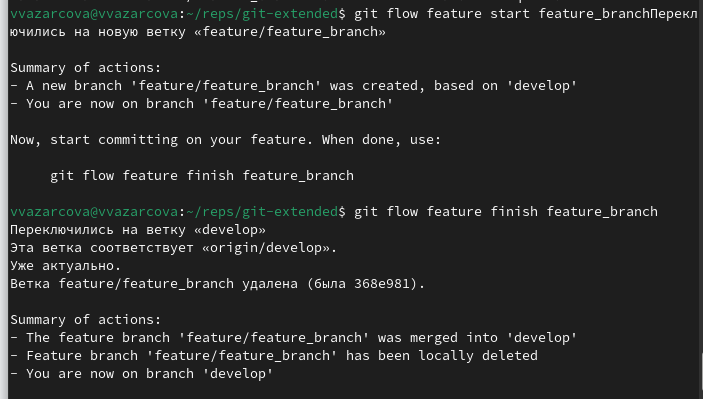 vvazarcova@vvazarcova:~/reps/git-extended$ git flow feature start feature_branchПерекл
ючились на новую ветку «feature/feature_branch»
Summary of actions:
- A new branch 'feature/feature_branch' was created, based on 'develop'
- You are now on branch 'feature/feature_branch'
Now, start committing on your feature. When done, use:
git flow feature finish feature_branch
vvazarcova@vvazarcova:~/reps/git-extended$ git flow feature finish feature_branch
Переключились на ветку «develop»
Эта ветка соответствует «origin/develop».
Уже актуально.
Ветка feature/feature_branch удалена (была 368e981).
Summary of actions:
- The feature branch 'feature/feature_branch' was merged into 'develop'
- Feature branch 'feature/feature_branch' has been locally deleted
- You are now on branch 'develop'